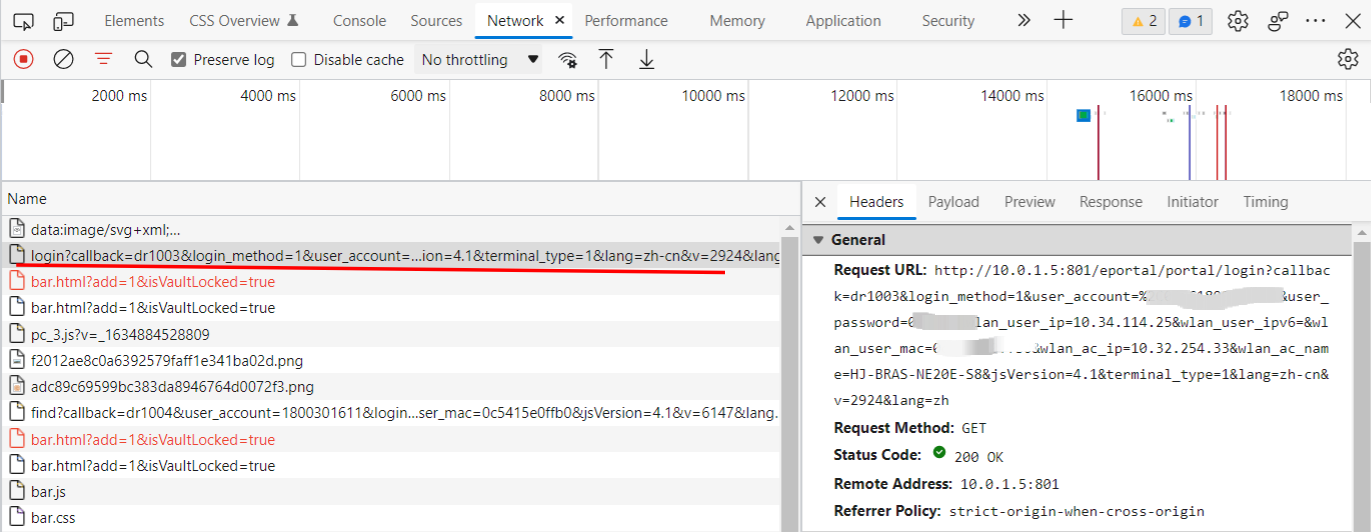 Elements CSS Overview Console Sources Network Performance Memory Application Security 2 1
Preserve log Disable cache No throttling
2000 ms 4000 ms 6000 ms 8000 ms 10000 ms 12000 ms 14000 ms 16000 ms 18000 ms
Name
data:image/svg+xml;...
login?callback=dr1003&login_method=1&user_account=...ion=4.1&terminal_type=1&lang=zh-cn&v=2924&lang
bar.html?add=1&isVaultLocked=true
bar.html?add=1&isVaultLocked=true
pc_3.js?v=_1634884528809
f2012ae8c0a6392579faff1e341ba02d.png
adc89c69599bc383da8946764d0072f3.png
find?callback=dr1004&user_account=1800301611&login...ser_mac=0c5415e0ffb0&jsVersion=4.1&v=6147&lang.
bar.html?add=1&isVaultLocked=true
bar.html?add=1&isVaultLocked=true
bar.js
bar.css
Headers Payload Preview Response Initiator Timing
General
Request URL: http://10.0.1.5:801/eportal/portal/login?callbac
k=dr1003&login_method=1&user_account=% &user_
password= lan_user_ip=10.34.114.25&wlan_user_ipv6=&wl
an_user_mac= &wlan_ac_ip=10.32.254.33&wlan_ac_nam
e=HJ-BRAS-NE20E-S8&jsVersion=4.1&terminal_type=1&lang=zh-cn&
v=2924&lang=zh
Request Method: GET
Status Code: 200 OK
Remote Address: 10.0.1.5:801
Referrer Policy: strict-origin-when-cross-origin